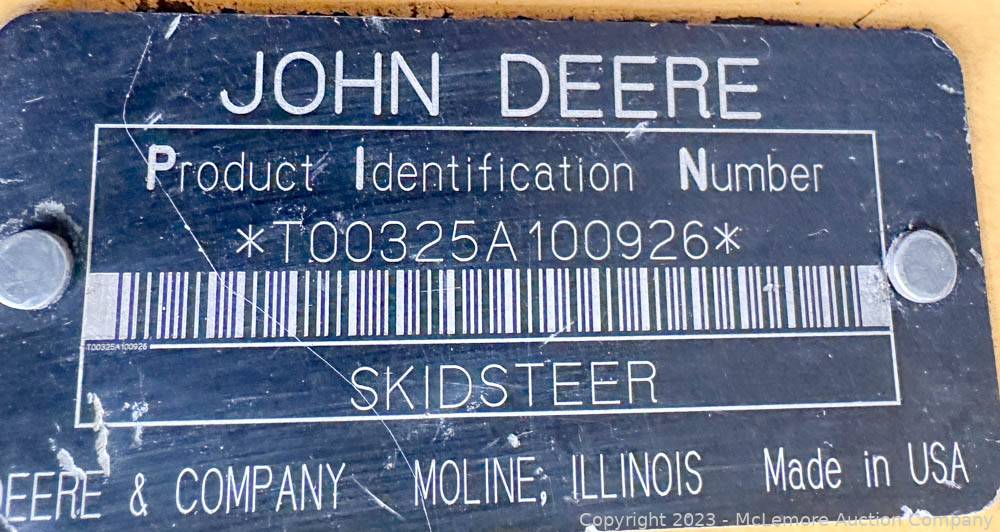 JOHN DEERE
Product Identification Number
*T00325A100926*
T00325A100926
SKIDSTEER
DEERE & COMPANY MOLINE, ILLINOIS Made in USA
Copyright 2023 - McLemore Auction Company